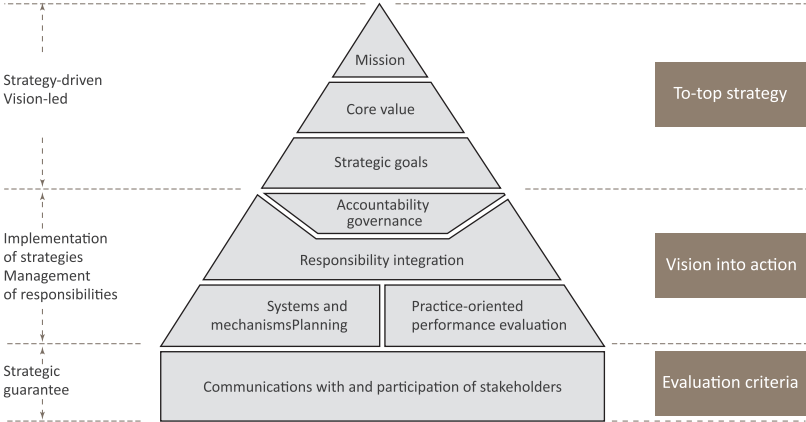 Mission
Strategy-driven
Vision-led
To-top strategy
Core value
Strategic goals
Accountability
governance
Implementation
of strategies
Management
of responsibilities
Responsibility integration
Vision into action
Systems and
mechanismsPlanning
Practice-oriented
performance evaluation
Strategic
guarantee
Communications with and participation of stakeholders
Evaluation criteria